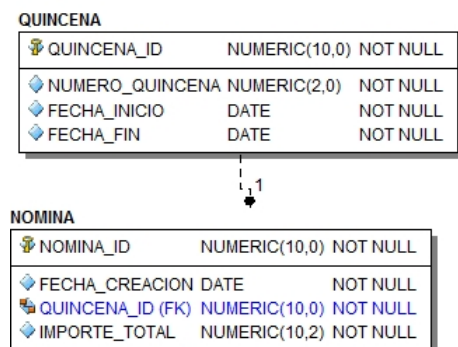 QUINCENA
QUINCENA_ID NUMERIC(10,0) NOT NULL
NUMERO_QUINCENA NUMERIC(2,0) NOT NULL
FECHA_INICIO DATE NOT NULL
FECHA_FIN DATE NOT NULL
1
NOMINA
NOMINA_ID NUMERIC(10,0) NOT NULL
FECHA_CREACION DATE NOT NULL
QUINCENA_ID (FK) NUMERIC(10,0) NOT NULL
IMPORTE_TOTAL NUMERIC(10,2) NOT NULL